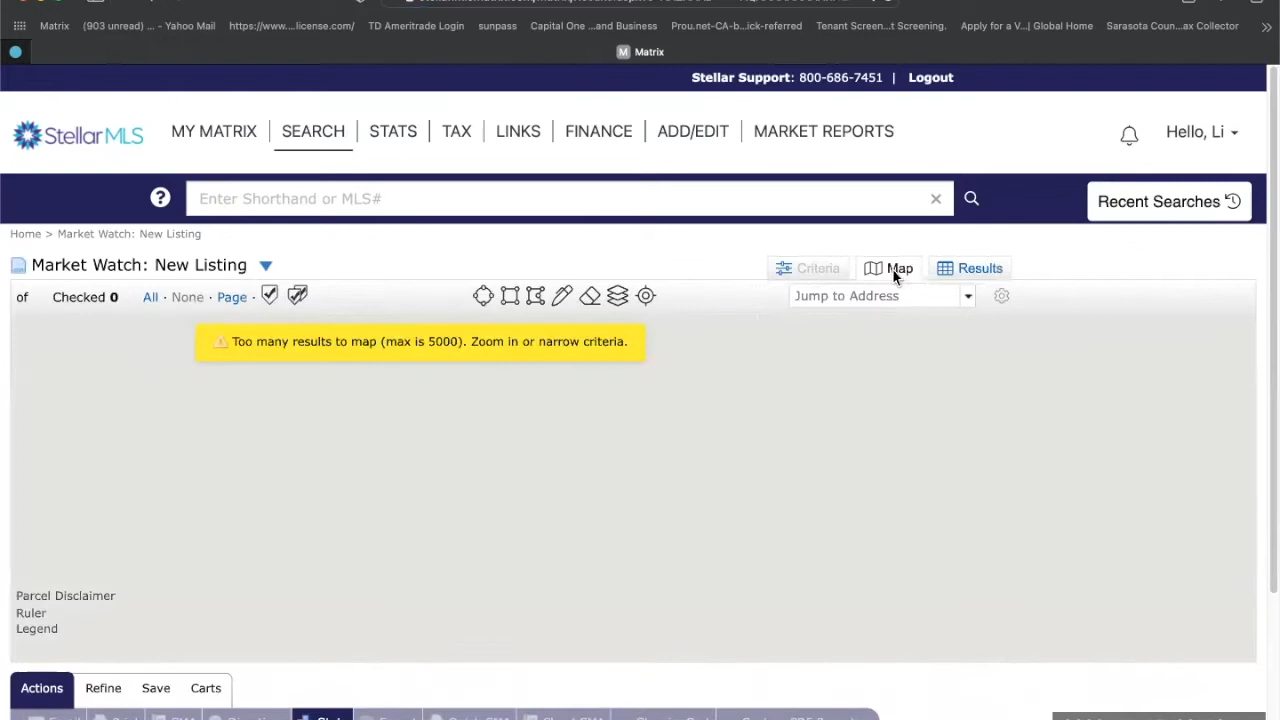 Matrix (903 unread) ... – Yahoo Mail https://www....license.com/ TD Ameritrade Login sunpass Capital One ...and Business Prou.net-CA-b...ick-referred Tenant Screen...t Screening. Apply for a V...| Global Home Sarasota Coun...ax Collector
M Matrix
Stellar Support: 800-686-7451 | Logout
StellarMLS MY MATRIX SEARCH STATS TAX LINKS FINANCE ADD/EDIT MARKET REPORTS Hello, Li
? Enter Shorthand or MLS# Recent Searches
Home > Market Watch: New Listing
Market Watch: New Listing Criteria Map Results
of Checked 0 All · None · Page · Jump to Address
Too many results to map (max is 5000). Zoom in or narrow criteria.
Parcel Disclaimer
Ruler
Legend
Actions Refine Save Carts